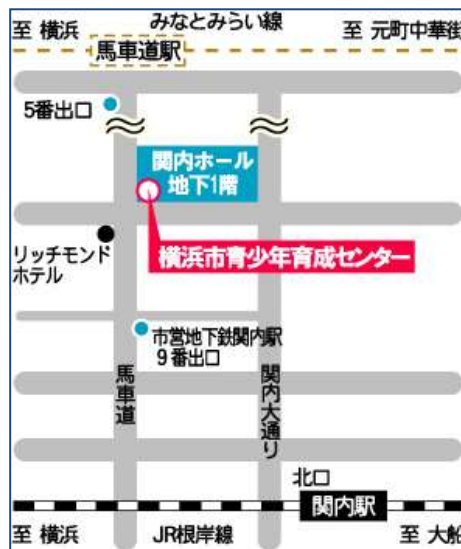 至 横浜
みなとみらい線
至 元町中華街
馬車道駅
5番出口
関内ホール
地下1階
リッチモンド
ホテル
横浜市青少年育成センター
市営地下鉄関内駅
9番出口
馬車道
関内大通り
北口
関内駅
至 横浜
JR根岸線
至 大船